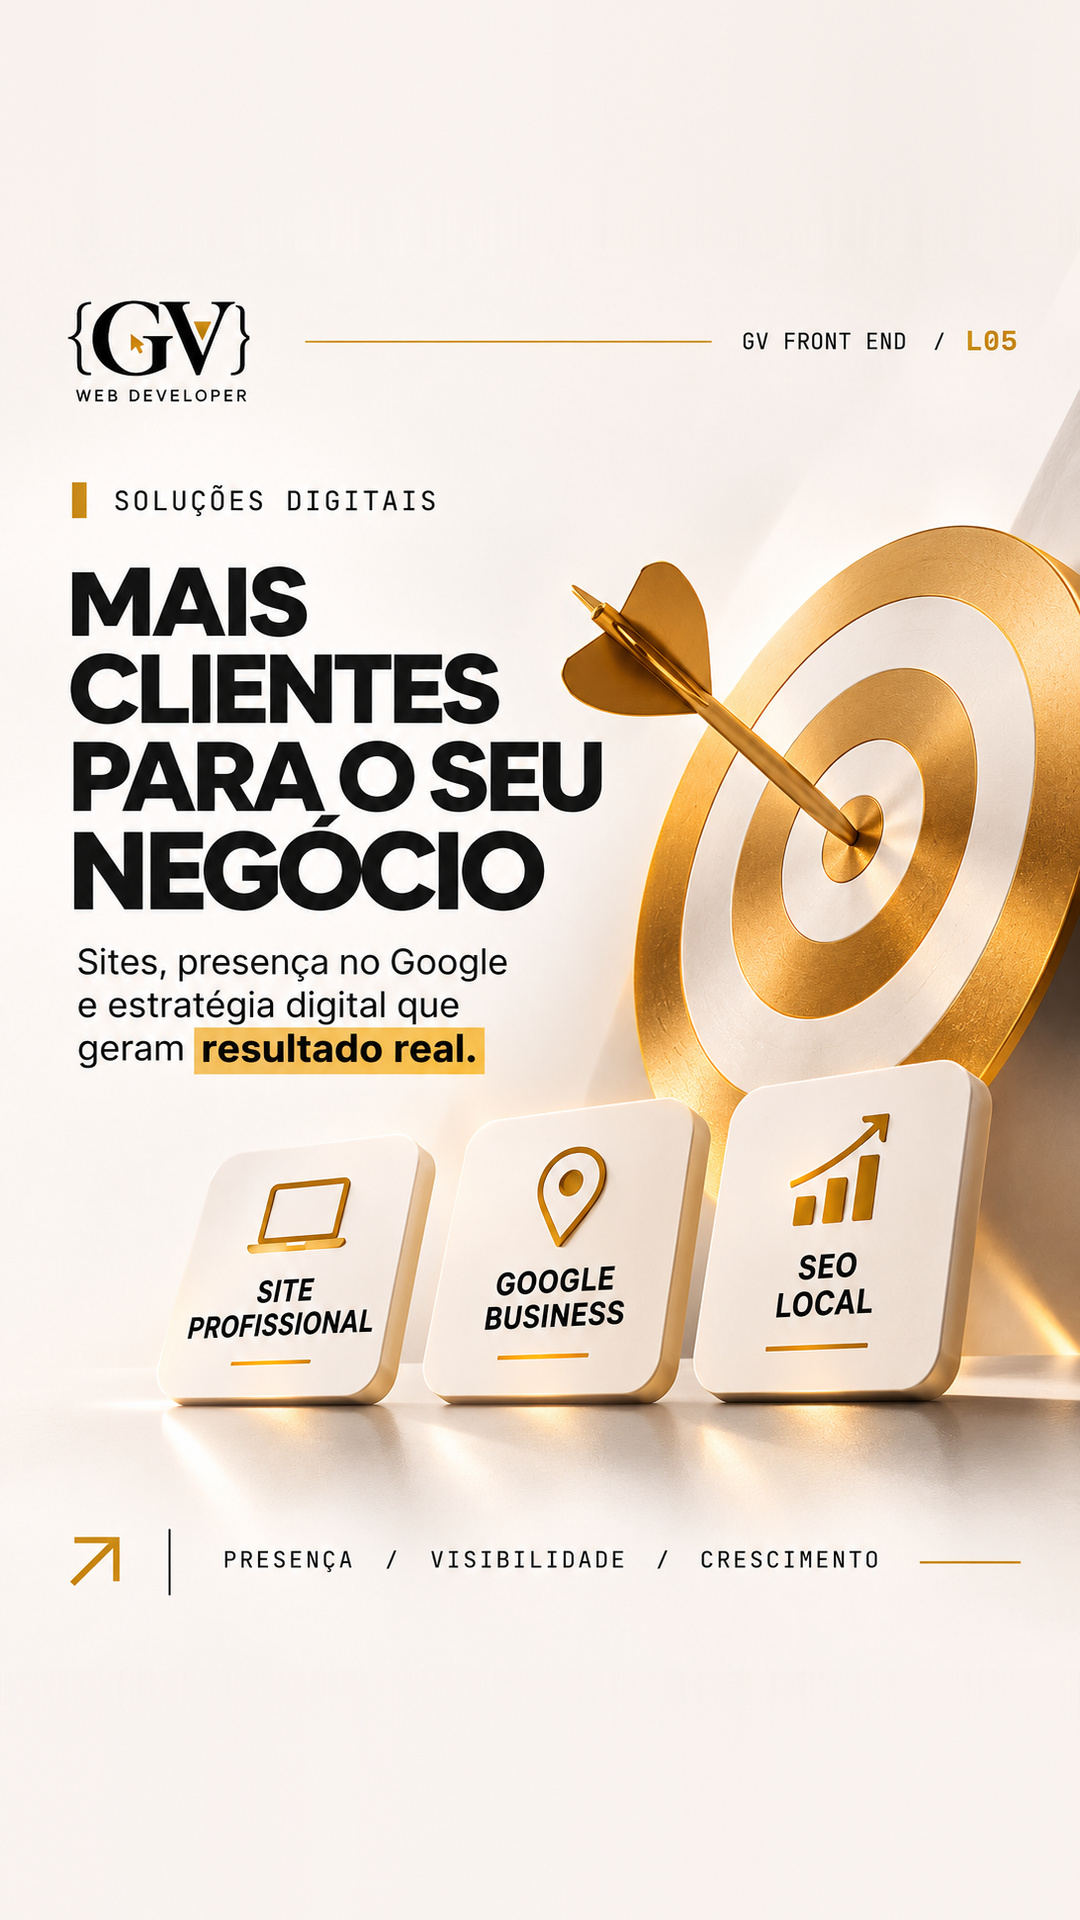 {GV}
WEB DEVELOPER
GV FRONT END / L05
SOLUÇÕES DIGITAIS
MAIS
CLIENTES
PARA O SEU
NEGÓCIO
Sites, presença no Google
e estratégia digital que
geram resultado real.
SITE
PROFISSIONAL
GOOGLE
BUSINESS
SEO
LOCAL
PRESENÇA / VISIBILIDADE / CRESCIMENTO